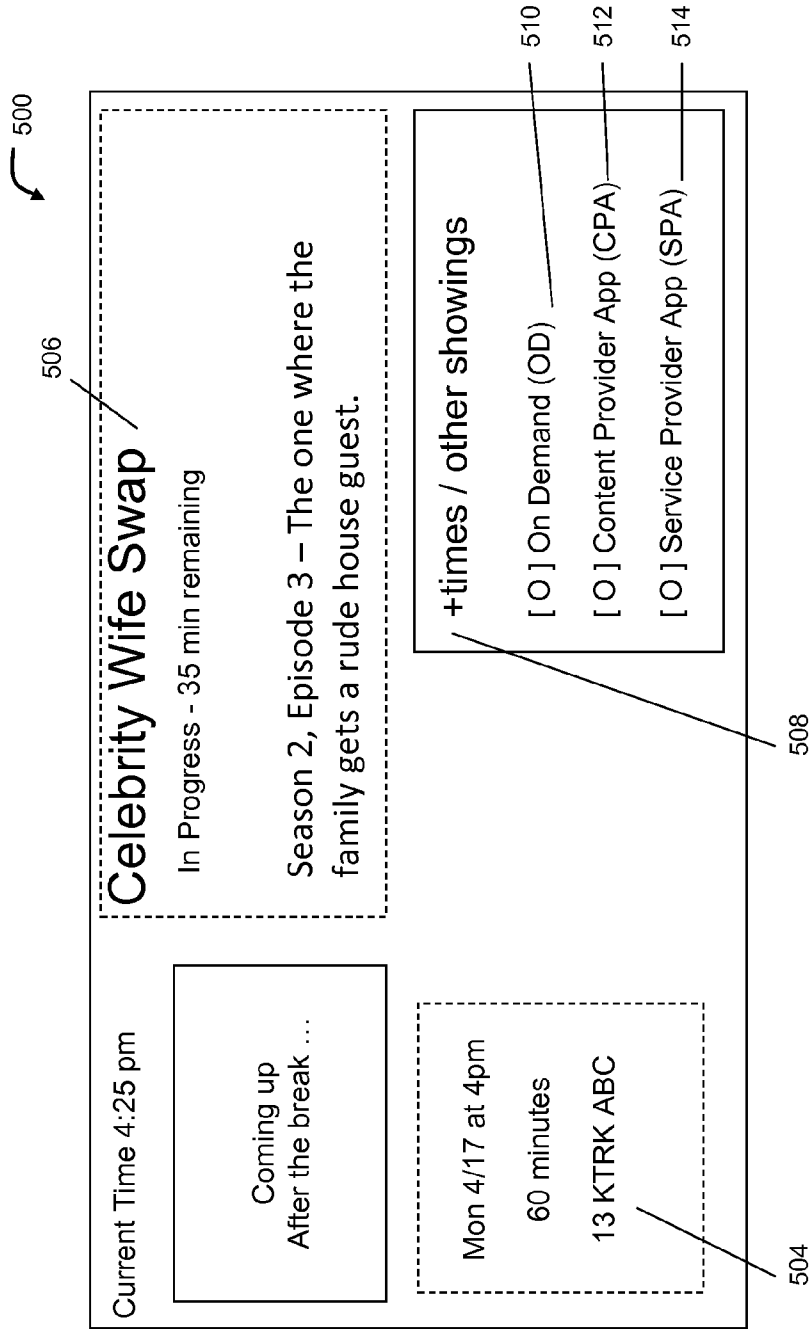 500
506
Current Time 4:25 pm
Coming up
After the break ...
Celebrity Wife Swap
In Progress - 35 min remaining
Season 2, Episode 3 – The one where the
family gets a rude house guest.
Mon 4/17 at 4pm
60 minutes
13 KTRK ABC
+times / other showings
[ O ] On Demand (OD)
[ O ] Content Provider App (CPA)
[ O ] Service Provider App (SPA)
510
512
514
504
508